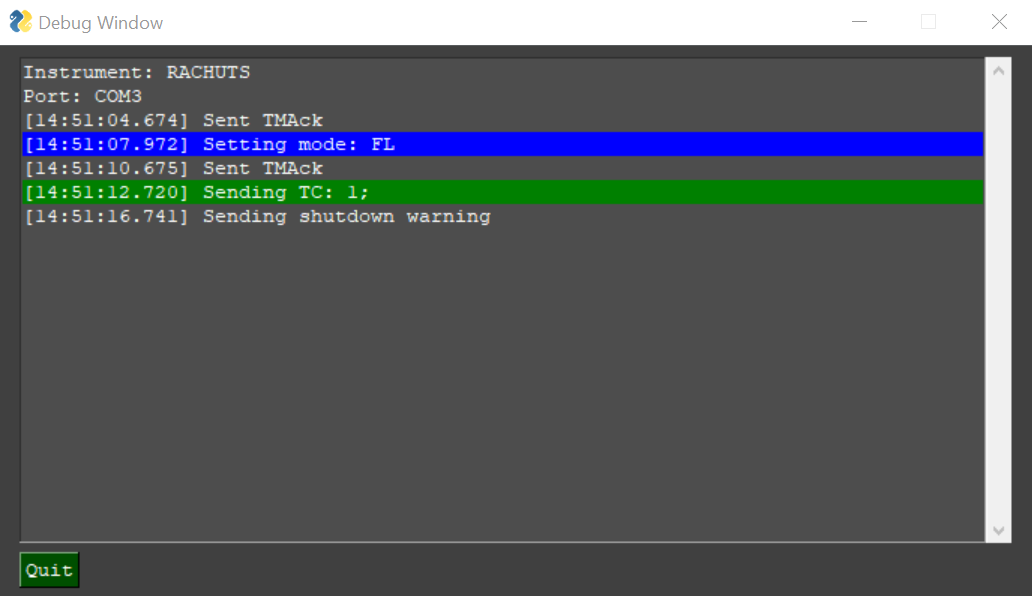 Debug Window
Instrument: RACHUTS
Port: COM3
[14:51:04.674] Sent TMAck
[14:51:07.972] Setting mode: FL
[14:51:10.675] Sent TMAck
[14:51:12.720] Sending TC: 1;
[14:51:16.741] Sending shutdown warning
Quit